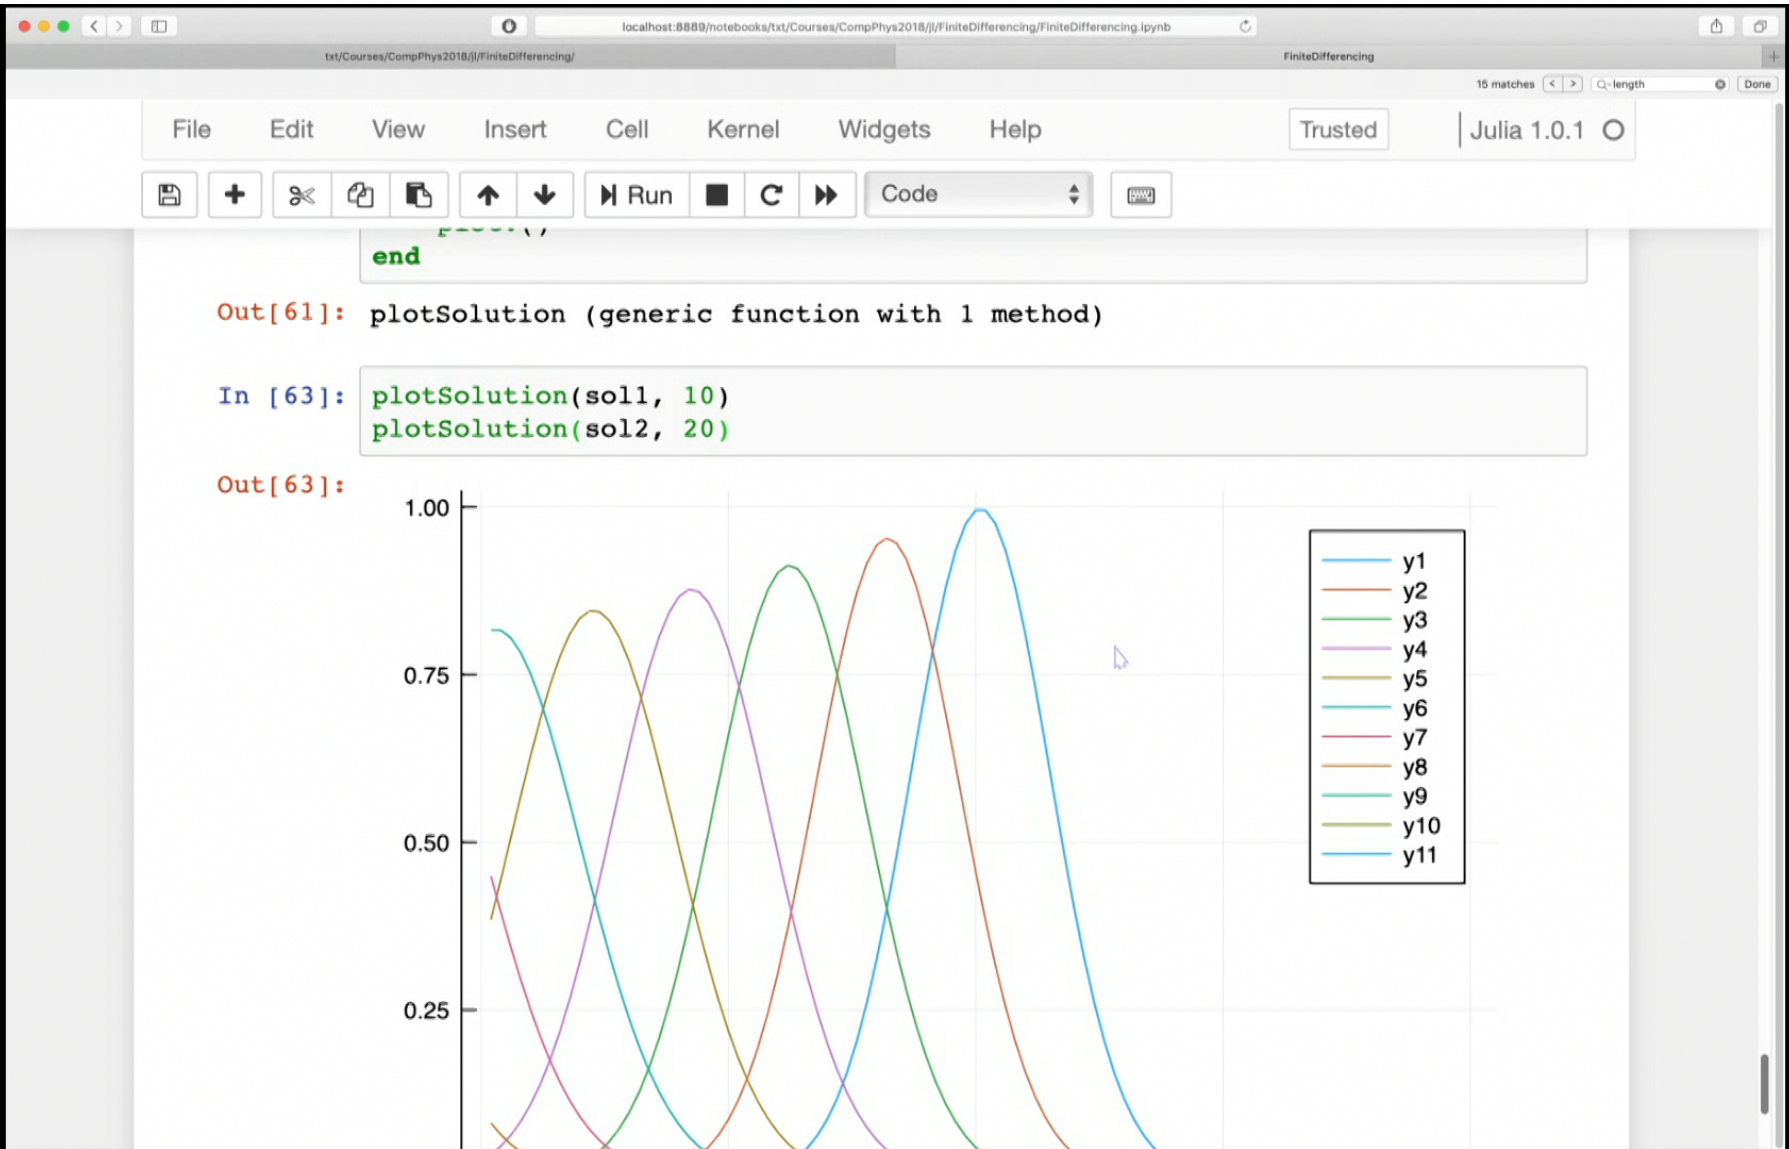 localhost:8889/notebooks/txt/Courses/CompPhys2018/jl/FiniteDifferencing/FiniteDifferencing.ipynb
txt/Courses/CompPhys2018/jl/FiniteDifferencing/ FiniteDifferencing
15 matches length Done
File Edit View Insert Cell Kernel Widgets Help Trusted Julia 1.0.1
Run Code
end
Out[61]: plotSolution (generic function with 1 method)
In [63]: plotSolution(sol1, 10)
plotSolution(sol2, 20)
Out[63]:
1.00
0.75
0.50
0.25
y1
y2
y3
y4
y5
y6
y7
y8
y9
y10
y11